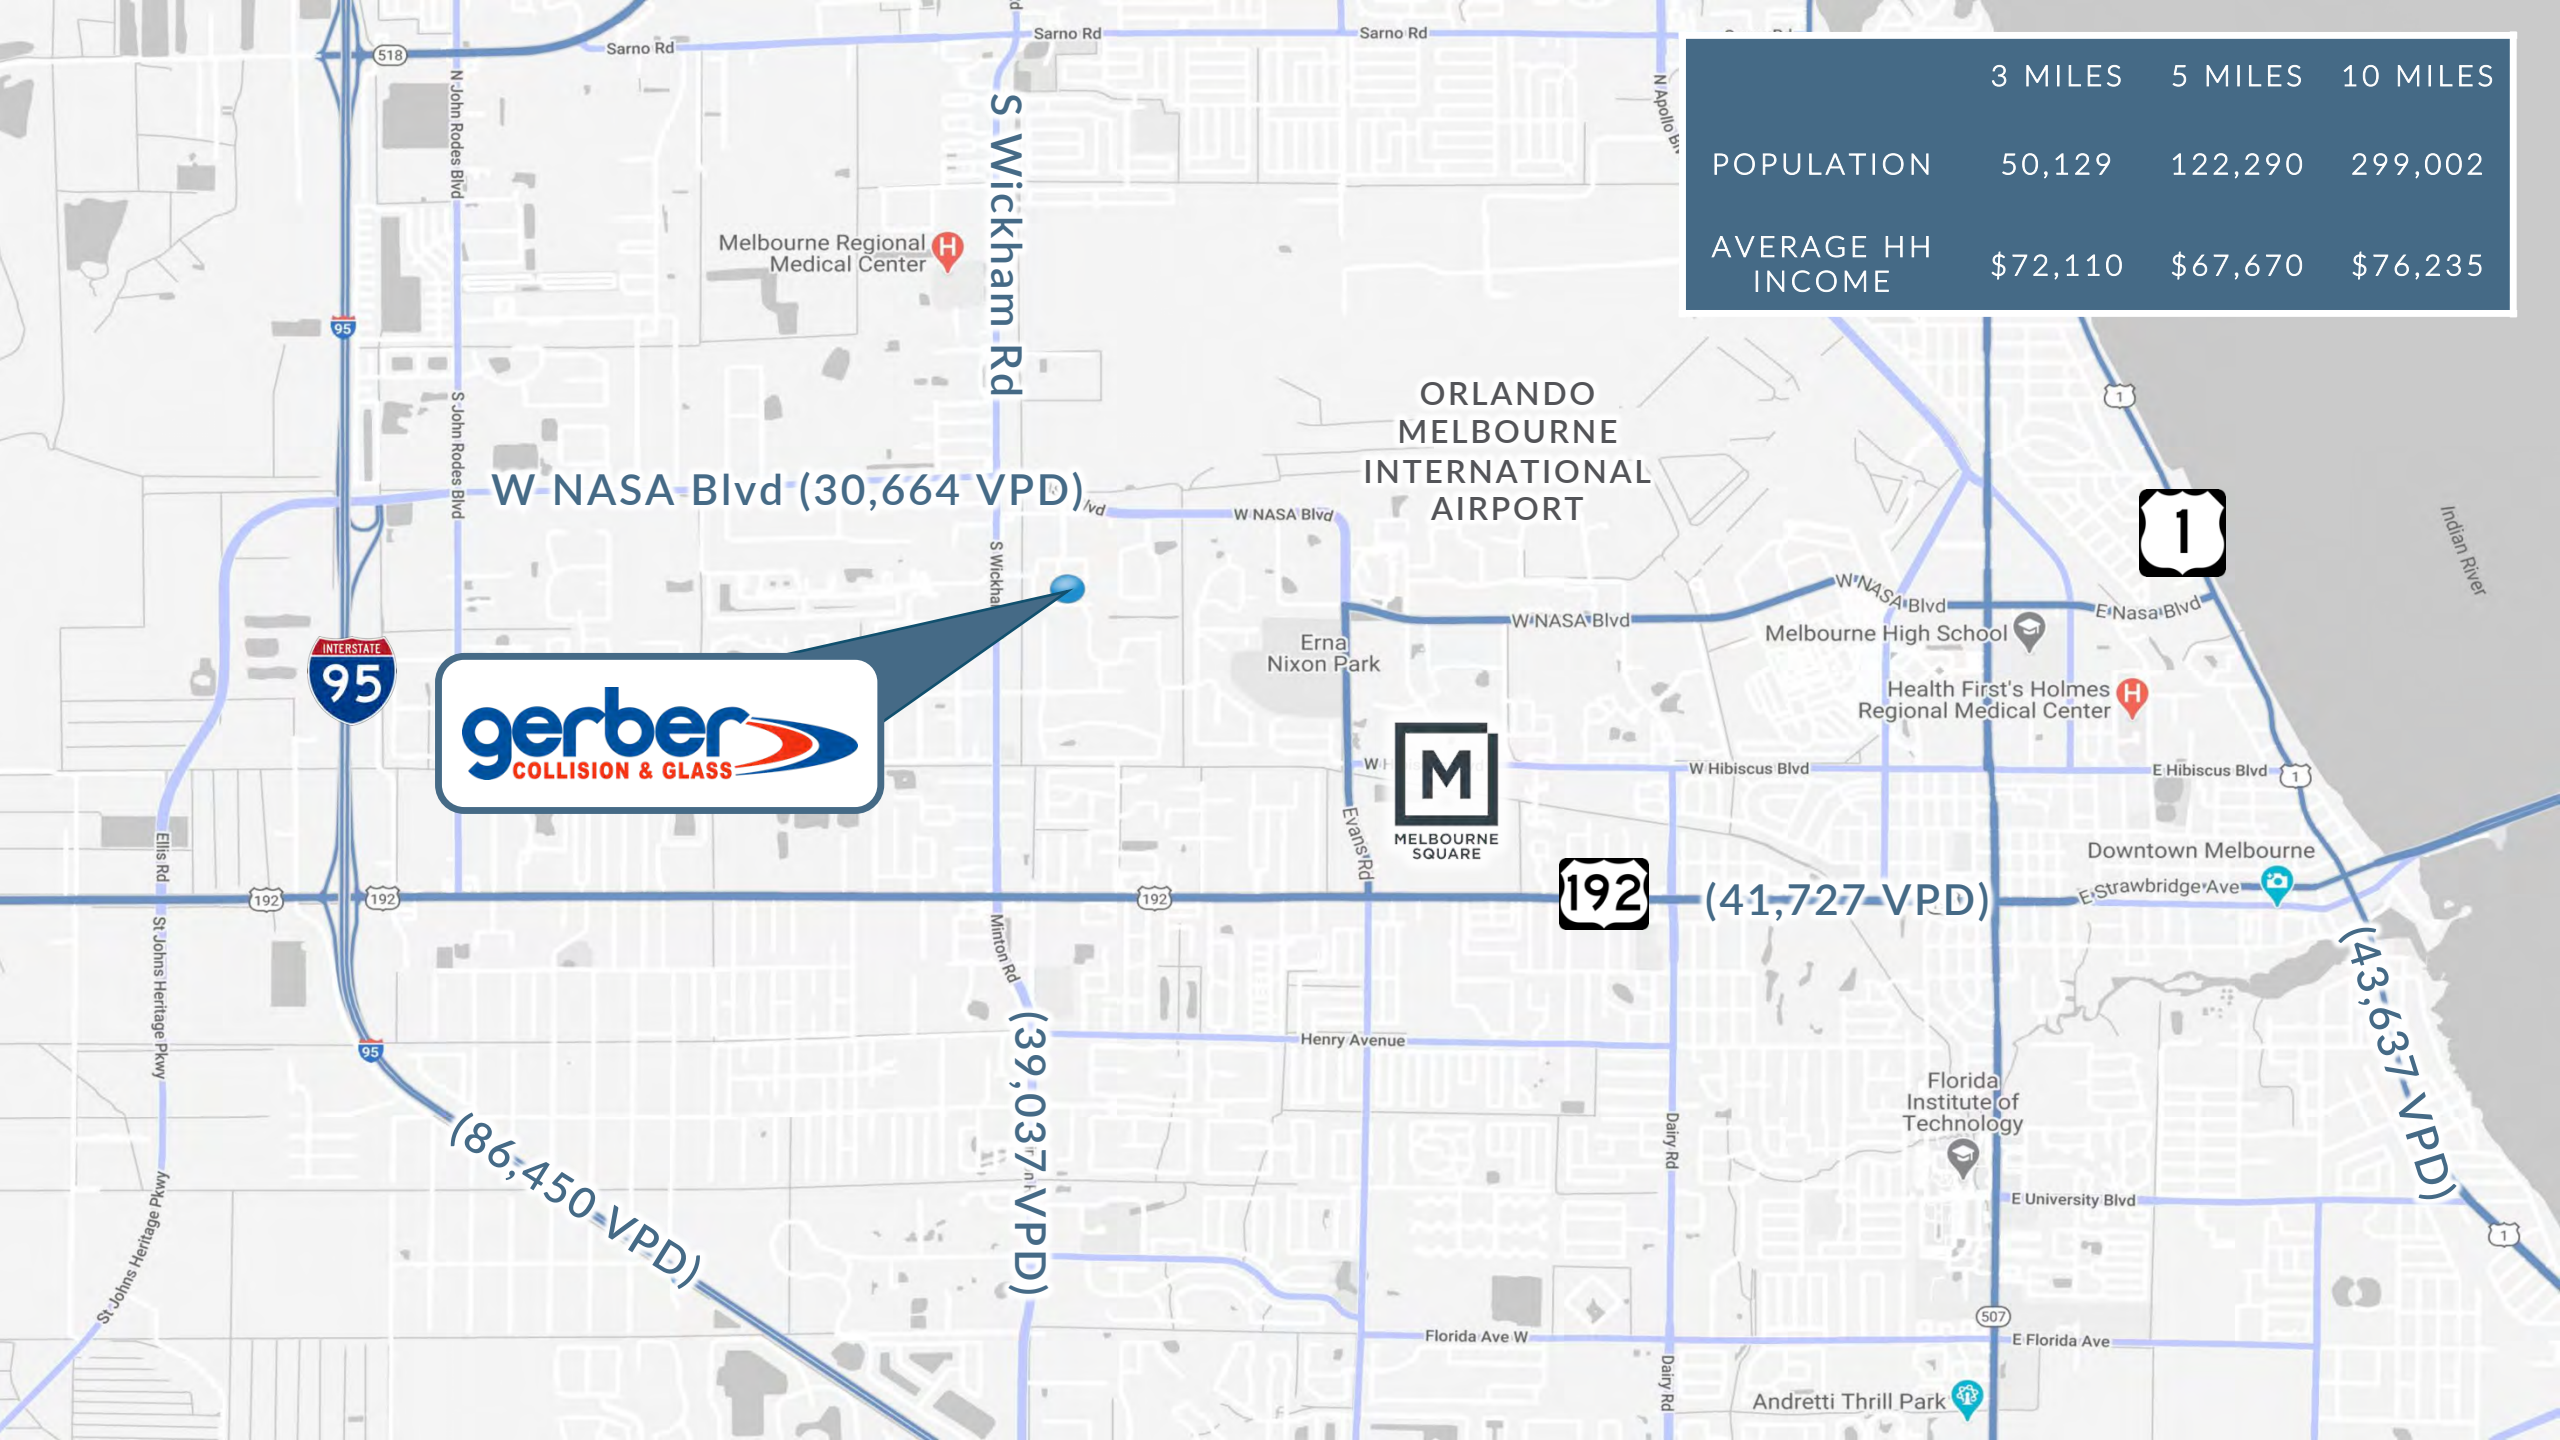 Sarno Rd
Sarno Rd
Sarno Rd
518
N John Rodes Blvd
S Wickham Rd
N Apollo
3 MILES 5 MILES 10 MILES
POPULATION 50,129 122,290 299,002
AVERAGE HH
INCOME $72,110 $67,670 $76,235
Melbourne Regional
Medical Center
H
95
S John Rodes Blvd
ORLANDO
MELBOURNE
INTERNATIONAL
AIRPORT
1
W NASA Blvd (30,664 VPD)
W NASA Blvd
1
Indian River
S Wickha
W NASA Blvd
W NASA Blvd
E Nasa Blvd
Melbourne High School
Erna
Nixon Park
INTERSTATE
95
Health First's Holmes
Regional Medical Center
H
gerber
COLLISION & GLASS
M
MELBOURNE
SQUARE
W Hibiscus Blvd
E Hibiscus Blvd
1
Ellis Rd
Evans Rd
Downtown Melbourne
E Strawbridge Ave
192
192
192
192
(41,727 VPD)
St Johns Heritage Pkwy
Minton Rd
(43,637 VPD)
95
(39,037 VPD)
Henry Avenue
Florida
Institute of
Technology
Dairy Rd
(86,450 VPD)
E University Blvd
St Johns Heritage Pkwy
1
507
Florida Ave W
E Florida Ave
Dairy Rd
Andretti Thrill Park